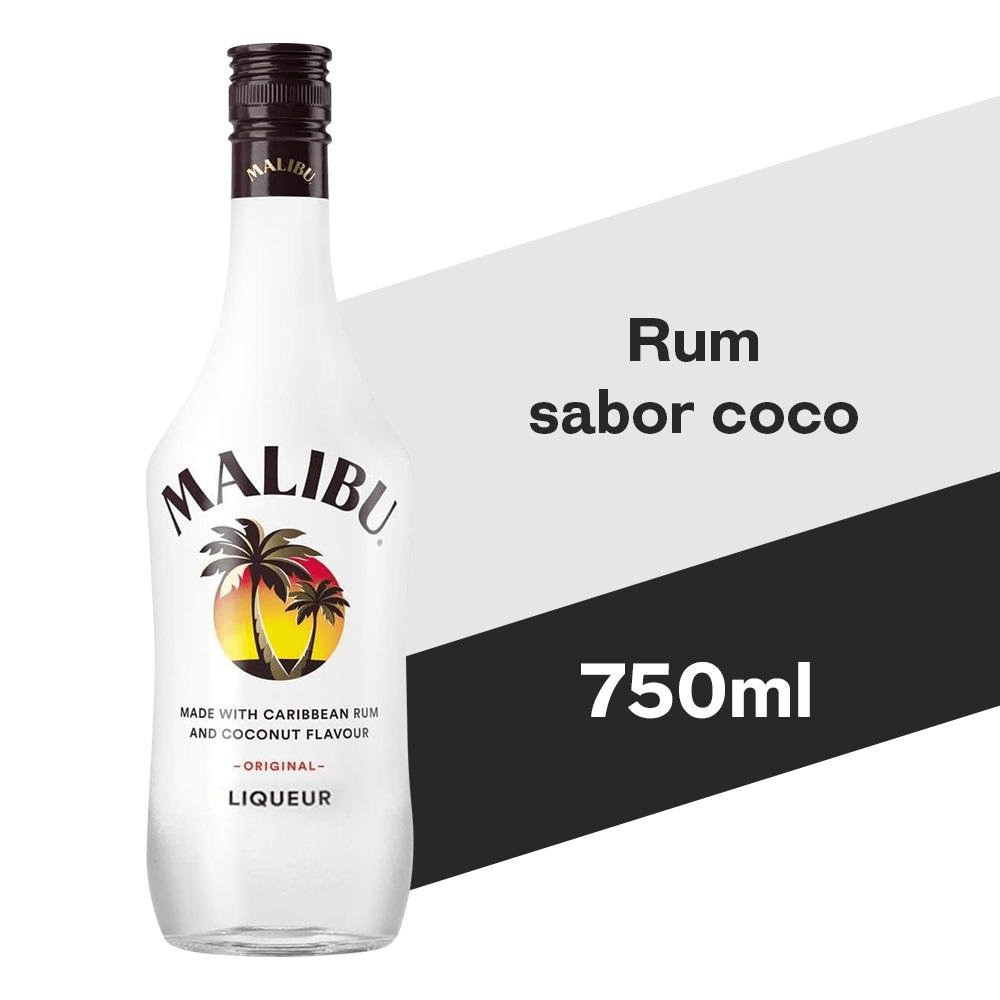 MALIBU
MALIBU®
MADE WITH CARIBBEAN RUM
AND COCONUT FLAVOUR
-ORIGINAL-
LIQUEUR
Rum
sabor coco
750ml